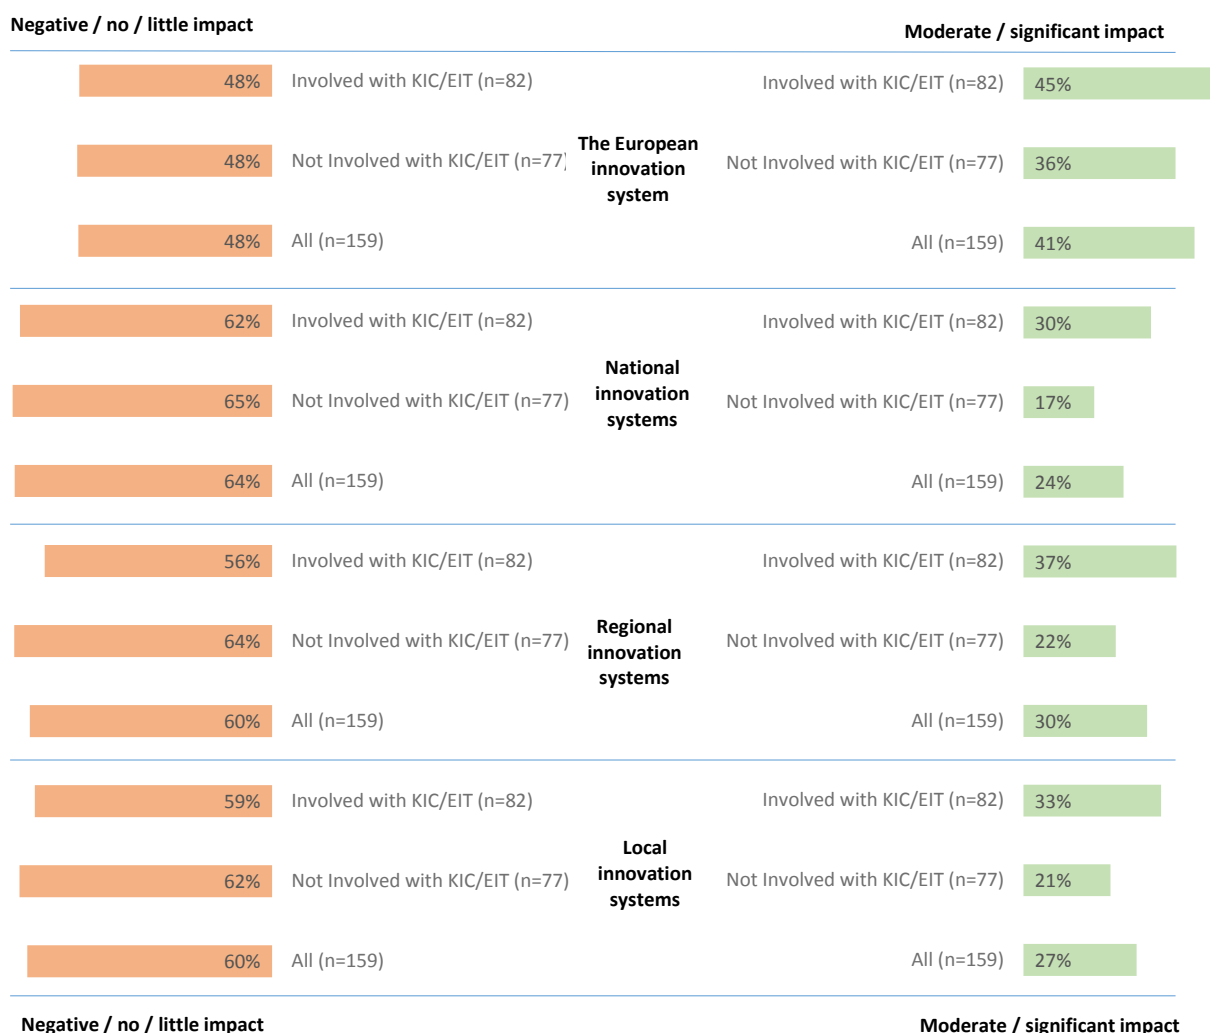 Negative / no / little impact
Moderate / significant impact
48% Involved with KIC/EIT (n=82) Involved with KIC/EIT (n=82) 45%
48% Not Involved with KIC/EIT (n=77) Not Involved with KIC/EIT (n=77) 36%
The European
innovation
system
48% All (n=159) All (n=159) 41%
62% Involved with KIC/EIT (n=82) Involved with KIC/EIT (n=82) 30%
65% Not Involved with KIC/EIT (n=77) Not Involved with KIC/EIT (n=77) 17%
National
innovation
systems
64% All (n=159) All (n=159) 24%
56% Involved with KIC/EIT (n=82) Involved with KIC/EIT (n=82) 37%
64% Not Involved with KIC/EIT (n=77) Not Involved with KIC/EIT (n=77) 22%
Regional
innovation
systems
60% All (n=159) All (n=159) 30%
59% Involved with KIC/EIT (n=82) Involved with KIC/EIT (n=82) 33%
62% Not Involved with KIC/EIT (n=77) Not Involved with KIC/EIT (n=77) 21%
Local
innovation
systems
60% All (n=159) All (n=159) 27%
Negative / no / little impact
Moderate / significant impact